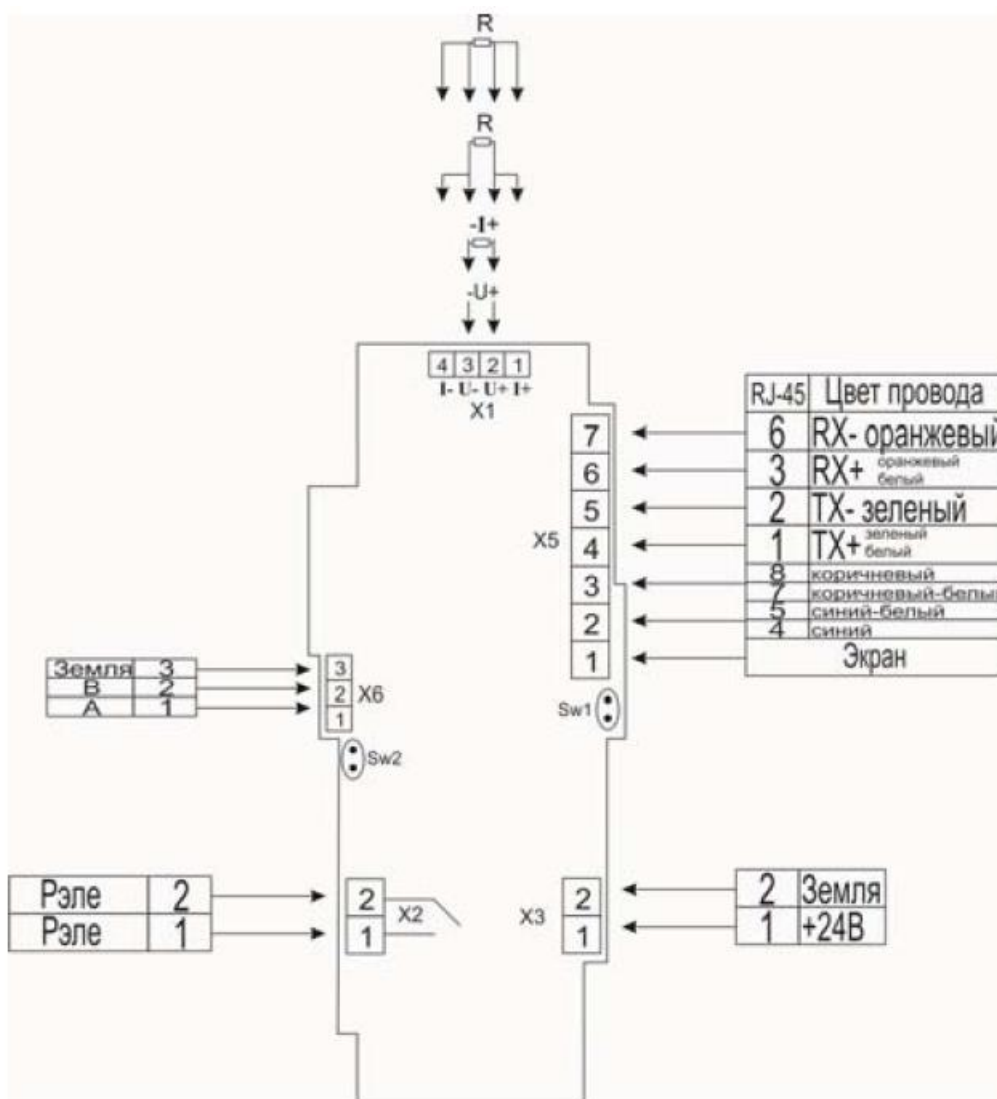 R
R
-I+
-U+
4 3 2 1
I- U- U+ I+
X1
RJ-45 Цвет провода
7
6 RX- оранжевый
6
3 RX+ оранжевый
белый
5
2 TX- зеленый
X5
4
1 TX+ зеленый
белый
3
8 коричневый
7 коричневый-белый
2
5 синий-белый
4 синий
1
Экран
Земля 3
В 2
А 1
3
2
1
X6
Sw1
Sw2
Рэле 2
Рэле 1
2
1
X2
X3
2
1
2 Земля
1 +24В